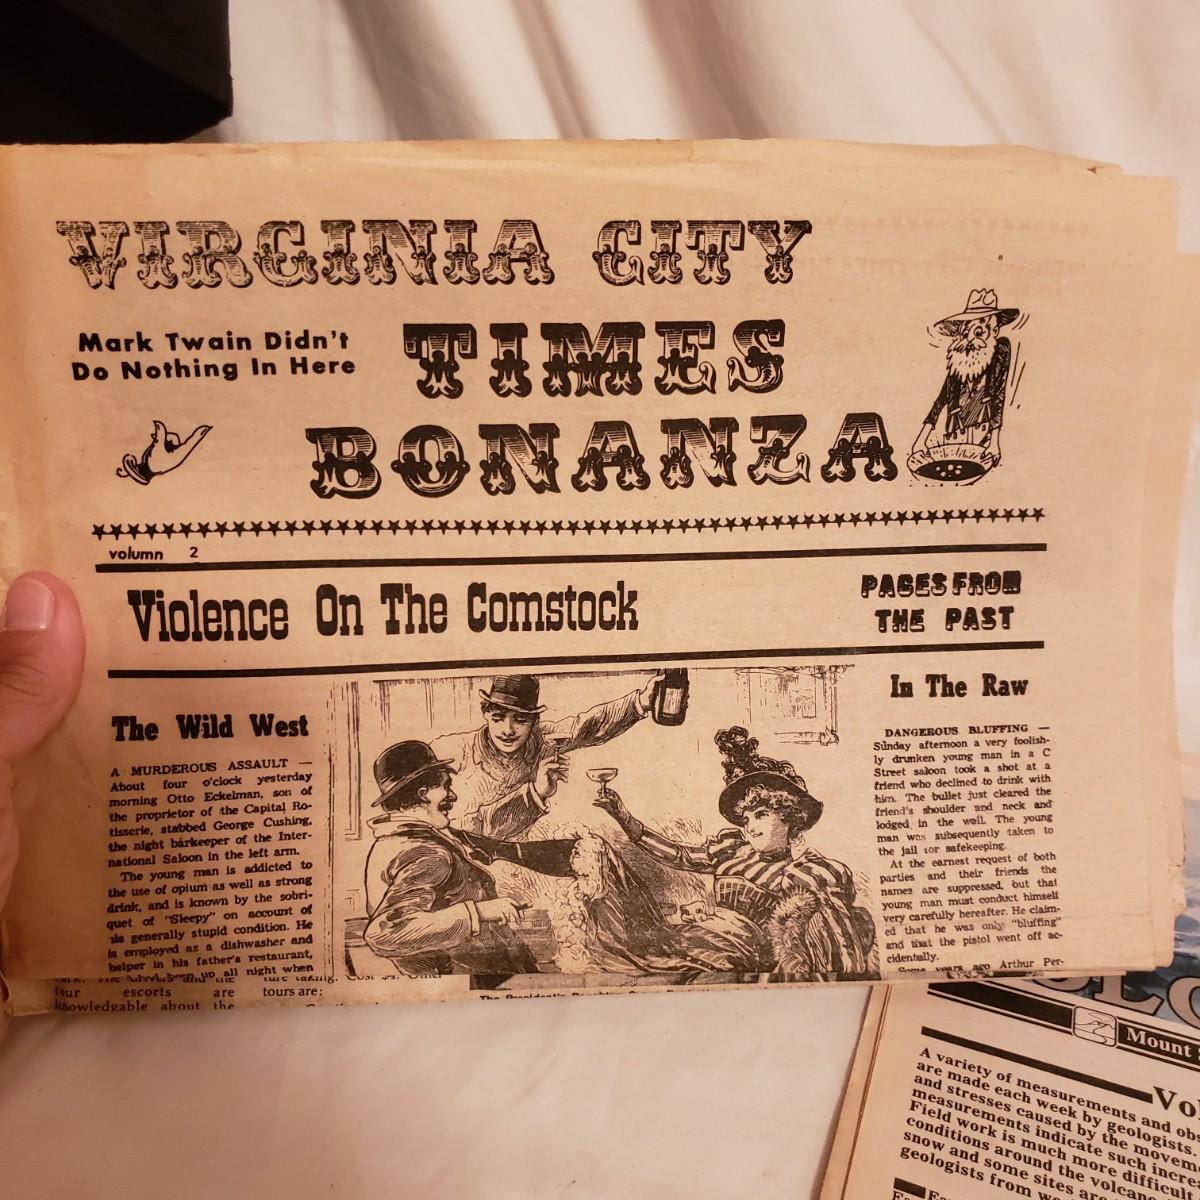 VIRGINIA CITY
Mark Twain Didn't
Do Nothing In Here
TIMES
BONANZA
volumn 2
Violence On The Comstock
PAGES FROM
THE PAST
The Wild West
A MURDEROUS ASSAULT —
About four o'clock yesterday
morning Otto Eckelman, son of
the proprietor of the Capital Ro-
tisserie, stabbed George Cushing,
the night barkeeper of the Inter-
national Saloon in the left arm.
The young man is addicted to
the use of opium as well as strong
drink, and is known by the sobri-
quet of "Sleepy" on account of
his generally stupid condition. He
is employed as a dishwasher and
helper in his father's restaurant,
up all night when
In The Raw
DANGEROUS BLUFFING —
Sunday afternoon a very foolish-
ly drunken young man in a C
Street saloon took a shot at a
friend who declined to drink with
him. The bullet just cleared the
friend's shoulder and neck and
lodged in the wall. The young
man was subsequently taken to
the jail for safekeeping.
At the earnest request of both
parties and their friends the
names are suppressed, but that
young man must conduct himself
very carefully hereafter. He claim-
ed that he was only "bluffing"
and that the pistol went off ac-
cidentally.
Some years ago Arthur Per-
tour escorts are
knowledgable about the
tours are:
Mount
Vol
A variety of measurements and obs
are made each week by geologists.
and stresses caused by the movem
measurements indicate such incre
Field work is much more difficul
conditions around the volcano
snow and some sites are
geologists from